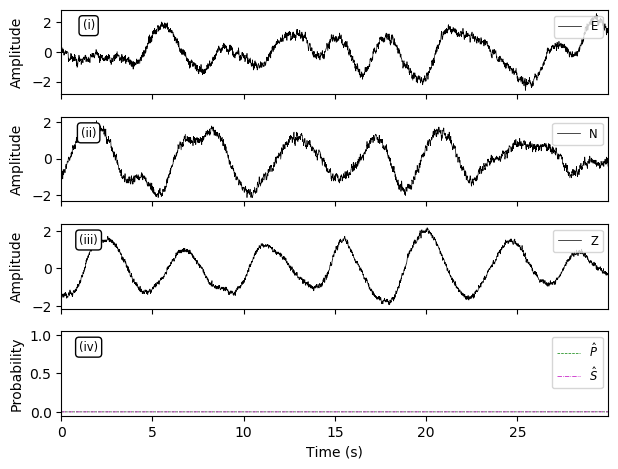 Amplitude
2
0
−2
(i)
E
Amplitude
2
0
−2
(ii)
N
Amplitude
2
0
−2
(iii)
Z
Probability
1.0
0.5
0.0
(iv)
P̂
Ŝ
0 5 10 15 20 25
Time (s)